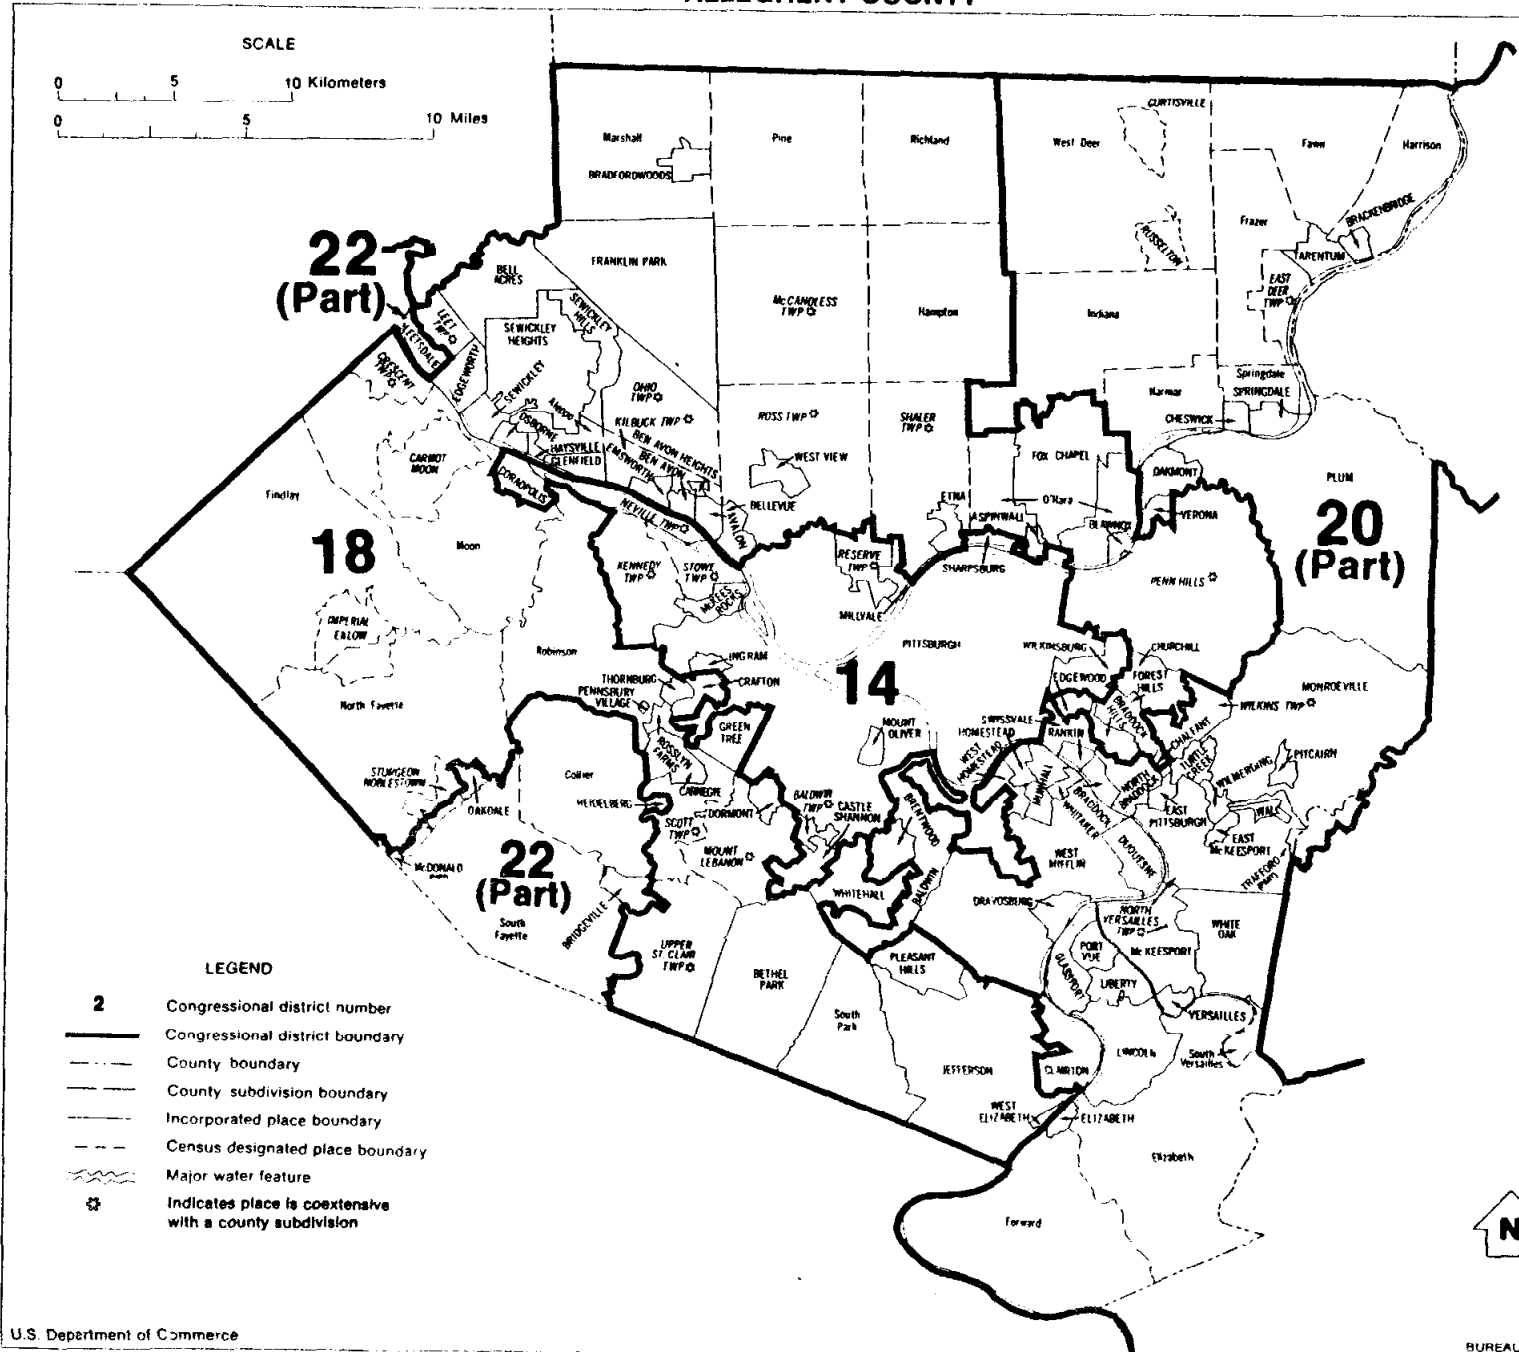 ALLEGHENY COUNTY
SCALE
0 5 10 Kilometers
0 5 10 Miles
Marshall
Pine
Richland
West Deer
CURTISVILLE
Fawn
Harrison
BRADFORDWOODS
BRACKENBRIDGE
Frazer
RUSSELTON
TARENTUM
22
(Part)
BELL
ACRES
FRANKLIN PARK
EAST
DEER
TWP
LEET
TWP
SEWICKLEY
HILLS
McCANDLESS
TWP
Hampton
Indiana
LEETSDALE
SEWICKLEY
HEIGHTS
CRESCENT
TWP
EDGEWORTH
SEWICKLEY
OHIO
TWP
Springdale
SPRINGDALE
Harmar
CHESWICK
Aleppo
OSBORNE
KILBUCK TWP
ROSS TWP
SHALER
TWP
HAYSVILLE
GLENFIELD
BEN AVON HEIGHTS
BEN AVON
EMSWORTH
WEST VIEW
FOX CHAPEL
OAKMONT
PLUM
CARNOT
MOON
CORAOPOLIS
Findlay
NEVILLE TWP
AVALON
BELLEVUE
ETNA
O'Hara
ASPINWALL
BLAWNOX
VERONA
20
(Part)
18
Moon
KENNEDY
TWP
STOWE
TWP
McKEES
ROCKS
RESERVE
TWP
SHARPSBURG
PENN HILLS
MILLVALE
IMPERIAL
ENLOW
Robinson
INGRAM
PITTSBURGH
WILKINSBURG
CHURCHILL
THORNBURG
CRAFTON
PENNSBURY
VILLAGE
14
EDGEWOOD
FOREST
HILLS
MONROEVILLE
North Fayette
GREEN
TREE
MOUNT
OLIVER
SWISSVALE
HOMESTEAD
RANKIN
BRADDOCK
HILLS
WILKINS TWP
CHALFANT
ROSSLYN
FARMS
WEST
HOMESTEAD
MUNHALL
TURTLE
CREEK
PITCAIRN
STURGEON
NOBLESTOWN
Collier
CARNEGIE
NORTH
BRADDOCK
WILMERDING
OAKDALE
HEIDELBERG
DORMONT
BALDWIN
TWP
CASTLE
SHANNON
BRENTWOOD
BRADDOCK
WHITAKER
EAST
PITTSBURGH
WALL
SCOTT
TWP
MOUNT
LEBANON
WEST
MIFFLIN
DUQUESNE
EAST
McKEESPORT
22
(Part)
McDONALD
(PART)
TRAFFORD
(PART)
South
Fayette
BRIDGEVILLE
WHITEHALL
BALDWIN
DRAVOSBURG
NORTH
VERSAILLES
TWP
WHITE
OAK
UPPER
ST. CLAIR
TWP
BETHEL
PARK
PLEASANT
HILLS
PORT
VUE
McKEESPORT
GLASSPORT
LIBERTY
VERSAILLES
South
Park
JEFFERSON
CLAIRTON
LINCOLN
South
Versailles
WEST
ELIZABETH
ELIZABETH
Elizabeth
Forward
LEGEND
2 Congressional district number
Congressional district boundary
County boundary
County subdivision boundary
Incorporated place boundary
Census designated place boundary
Major water feature
Indicates place is coextensive
with a county subdivision
N
U.S. Department of Commerce
BUREAU